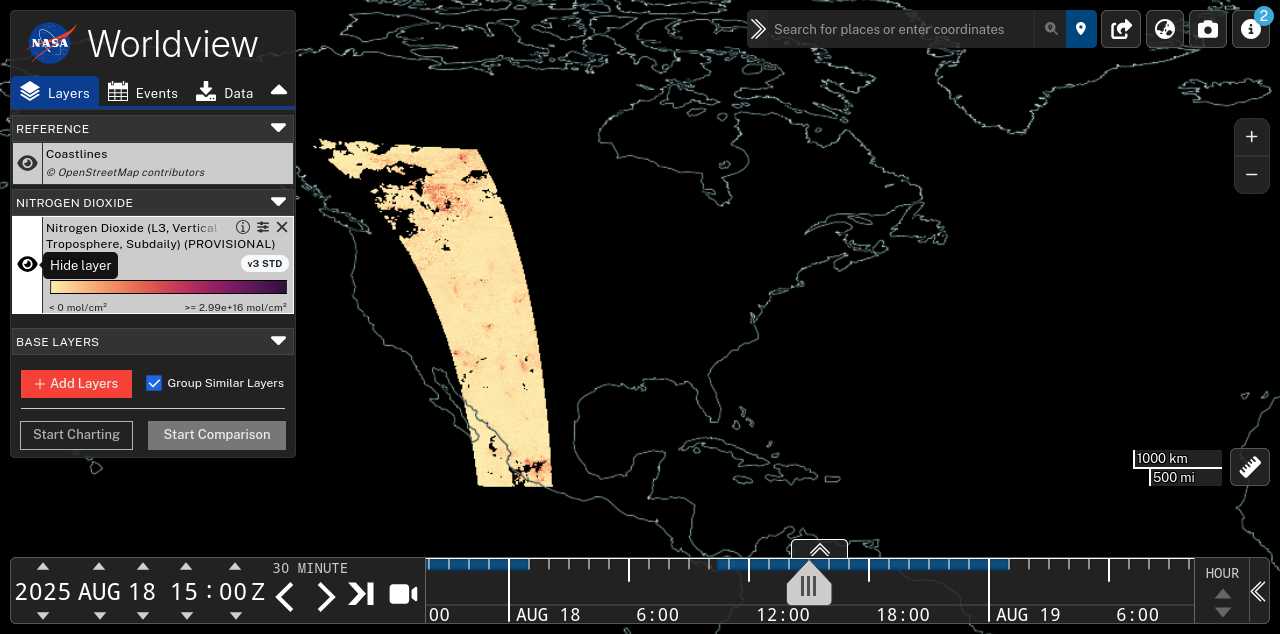 NASA
Worldview
Layers
Events
Data
REFERENCE
Coastlines
© OpenStreetMap contributors
NITROGEN DIOXIDE
Nitrogen Dioxide (L3, Vertical
Troposphere, Subdaily) (PROVISIONAL)
Hide layer
v3 STD
< 0 mol/cm²
>= 2.99e+16 mol/cm²
BASE LAYERS
+ Add Layers
Group Similar Layers
Start Charting
Start Comparison
Search for places or enter coordinates
2
+
−
1000 km
500 mi
2025 AUG 18 15 : 00 Z
30 MINUTE
00
AUG 18
6:00
12:00
18:00
AUG 19
6:00
HOUR